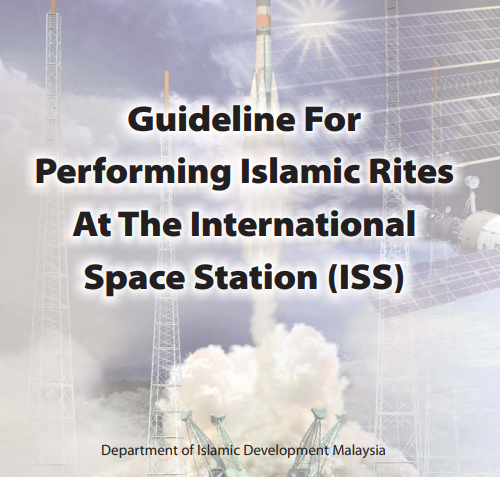 Guideline For
Performing Islamic Rites
At The International
Space Station (ISS)
Department of Islamic Development Malaysia